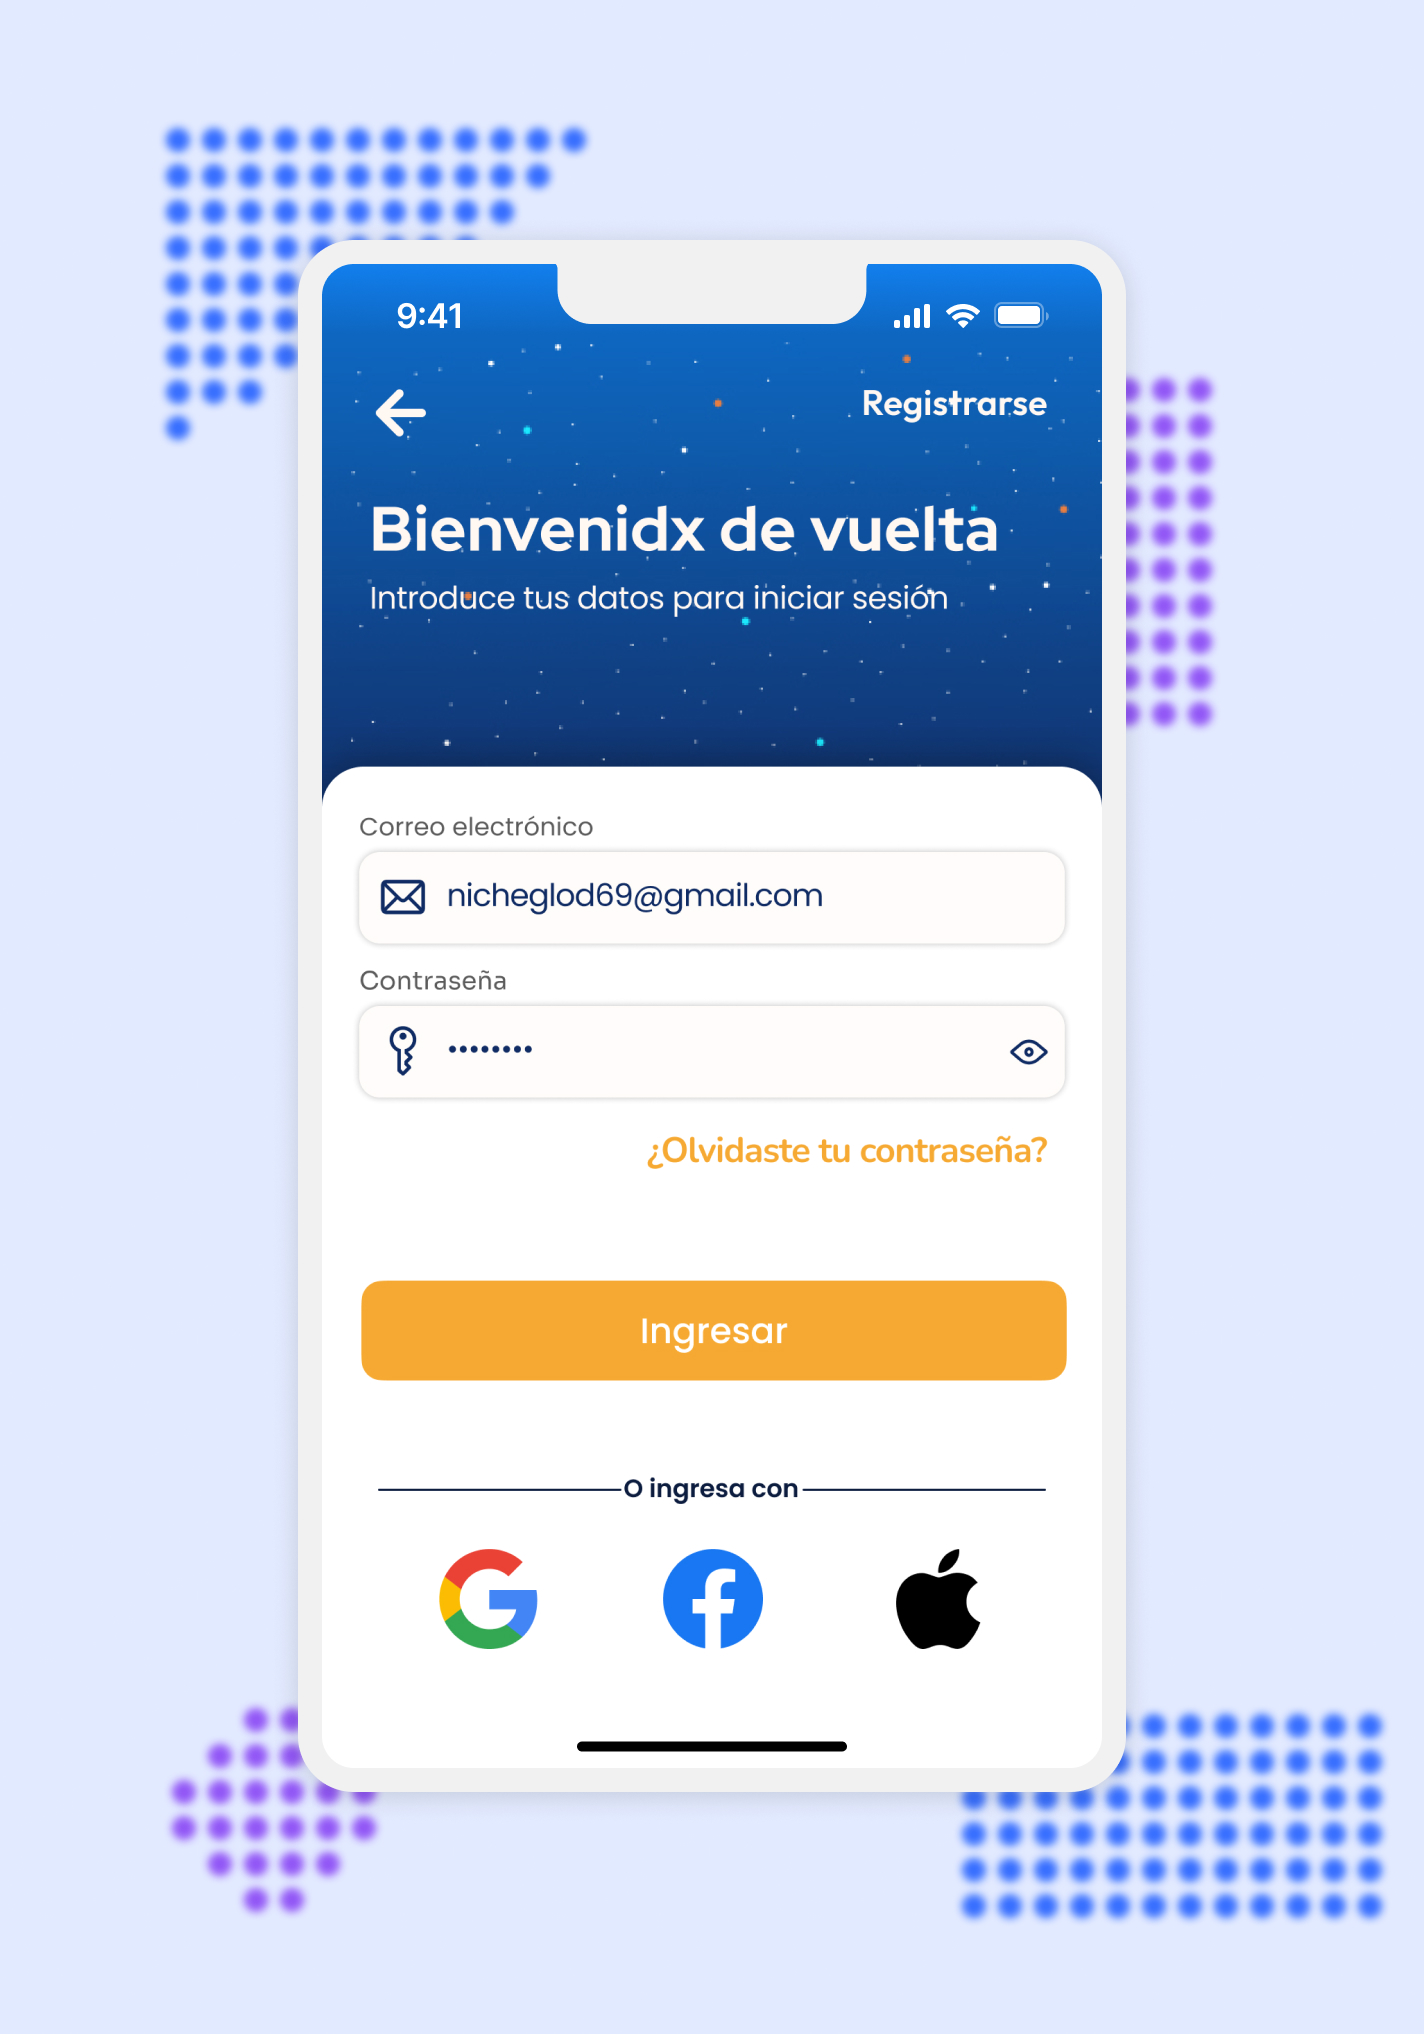 9:41
Registrarse
Bienvenidx de vuelta
Introduce tus datos para iniciar sesión
Correo electrónico
nicheglod69@gmail.com
Contraseña
••••••••
¿Olvidaste tu contraseña?
Ingresar
O ingresa con